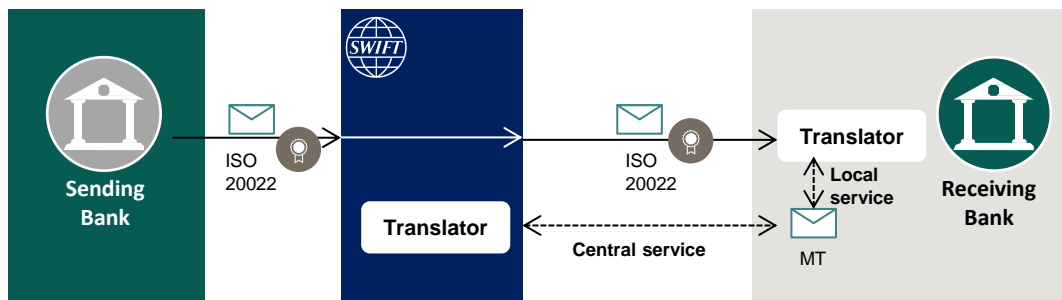 SWIFT
ISO
20022
ISO
20022
Translator
Sending
Bank
Local
service
Receiving
Bank
Translator
Central service
MT